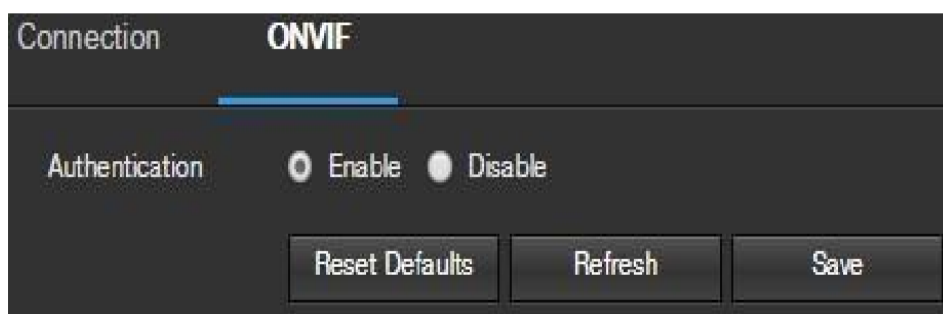 Connection ONVIF
Authentication Enable Disable
Reset Defaults Refresh Save